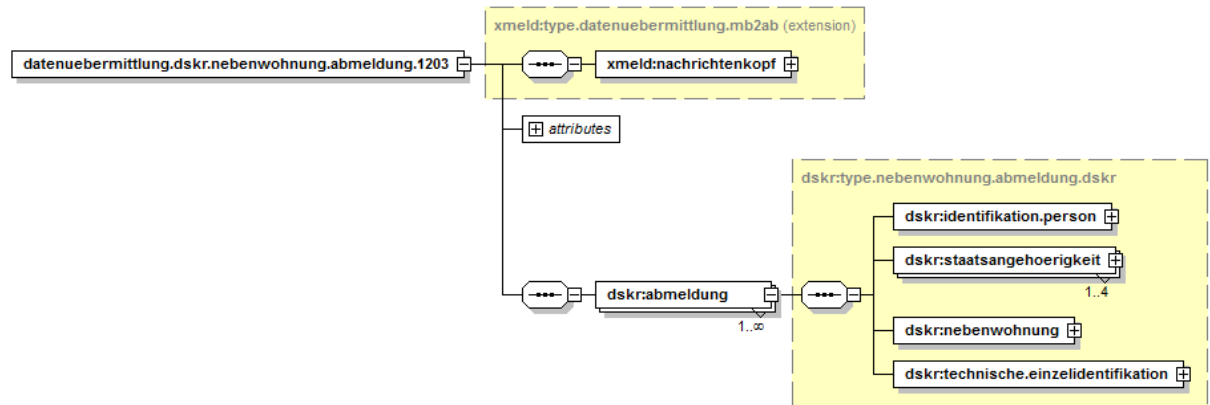 xmeld:type.datenuebermittlung.mb2ab (extension)
datenuebermittlung.dskr.nebenwohnung.abmeldung.1203
xmeld:nachrichtenkopf
attributes
dskr:type.nebenwohnung.abmeldung.dskr
dskr:identifikation.person
dskr:staatsangehoerigkeit
1..4
dskr:abmeldung
1..∞
dskr:nebenwohnung
dskr:technische.einzelidentifikation